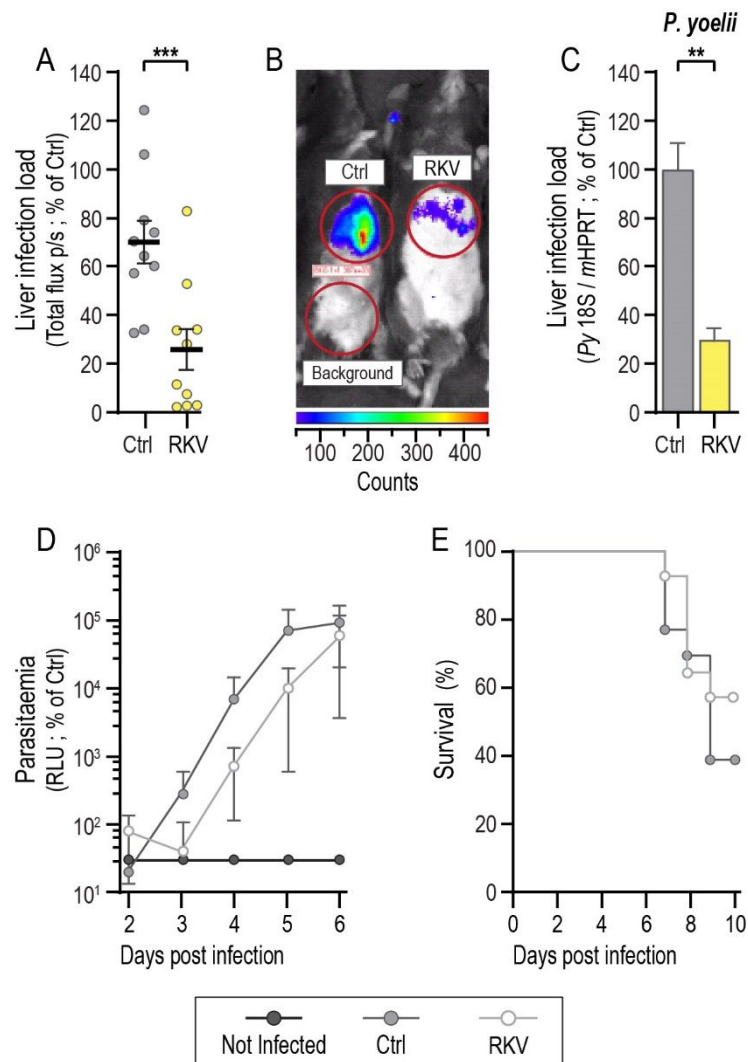 P. yoelii
A
***
Liver infection load
(Total flux p/s ; % of Ctrl)
140
120
100
80
60
40
20
0
Ctrl
RKV
B
Ctrl
RKV
Background
100
200
300
400
Counts
C
**
Liver infection load
(Py 18S / mHPRT ; % of Ctrl)
140
120
100
80
60
40
20
0
Ctrl
RKV
D
Parasitaemia
(RLU ; % of Ctrl)
10⁶
10⁵
10⁴
10³
10²
10¹
2
3
4
5
6
Days post infection
E
Survival (%)
100
80
60
40
20
0
0
2
4
6
8
10
Days post infection
Not Infected
Ctrl
RKV